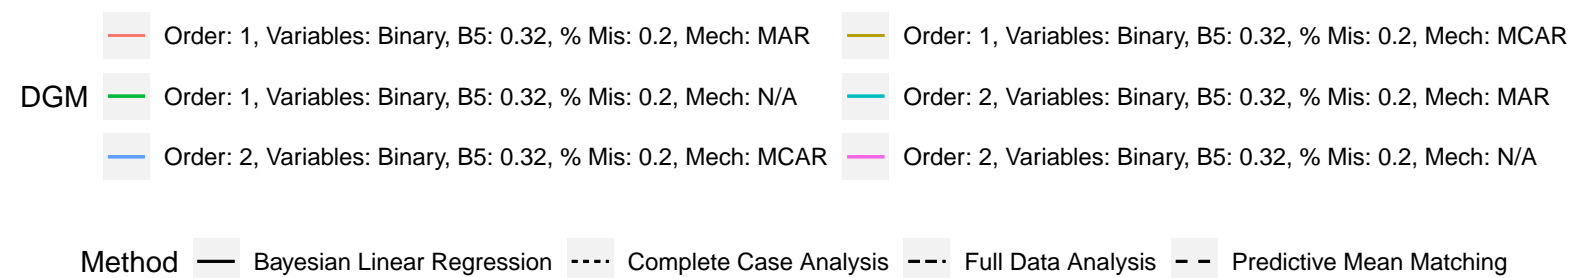 Order: 1, Variables: Binary, B5: 0.32, % Mis: 0.2, Mech: MAR Order: 1, Variables: Binary, B5: 0.32, % Mis: 0.2, Mech: MCAR
DGM Order: 1, Variables: Binary, B5: 0.32, % Mis: 0.2, Mech: N/A Order: 2, Variables: Binary, B5: 0.32, % Mis: 0.2, Mech: MAR
Order: 2, Variables: Binary, B5: 0.32, % Mis: 0.2, Mech: MCAR Order: 2, Variables: Binary, B5: 0.32, % Mis: 0.2, Mech: N/A
Method Bayesian Linear Regression Complete Case Analysis Full Data Analysis Predictive Mean Matching